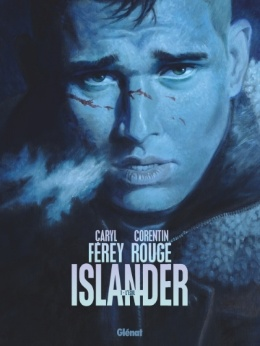 CARYL CORENTIN
FEREY ROUGE
ISLANDER
Glénat